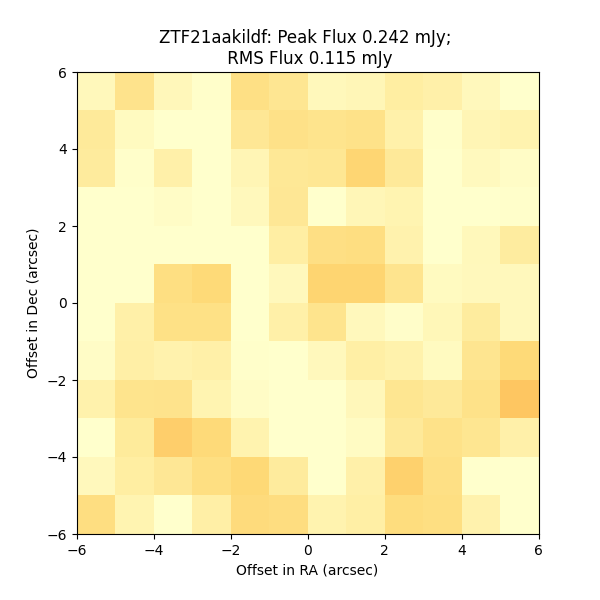 ZTF21aakildf: Peak Flux 0.242 mJy;
RMS Flux 0.115 mJy
6
4
2
0
−2
−4
−6
Offset in Dec (arcsec)
−6 −4 −2 0 2 4 6
Offset in RA (arcsec)